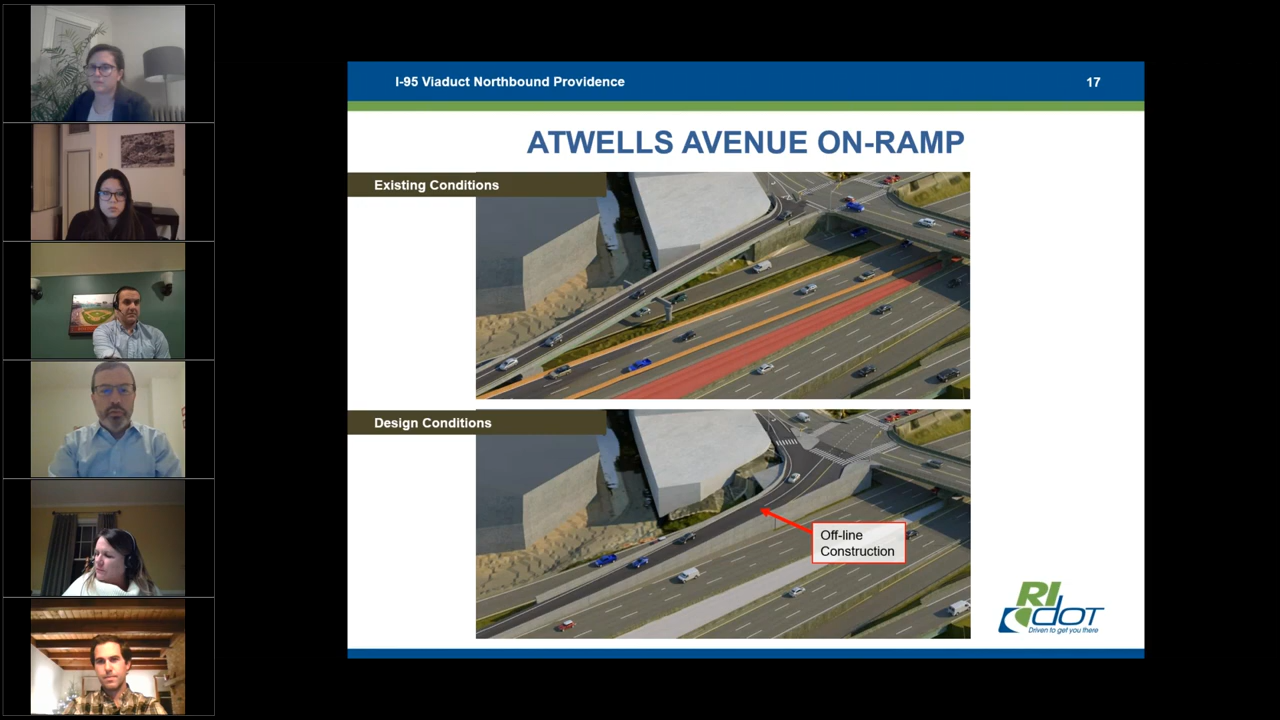 I-95 Viaduct Northbound Providence
17
ATWELLS AVENUE ON-RAMP
Existing Conditions
Design Conditions
Off-line
Construction
RI
DOT
Driven to get you there